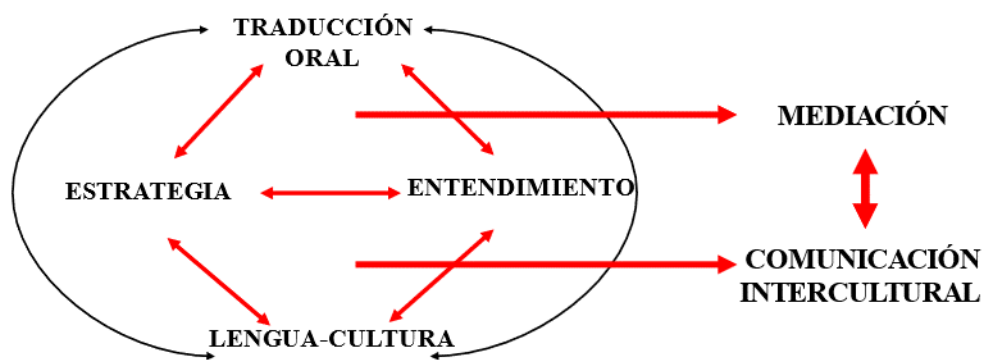 TRADUCCIÓN
ORAL
MEDIACIÓN
ESTRATEGIA
ENTENDIMIENTO
COMUNICACIÓN
INTERCULTURAL
LENGUA-CULTURA